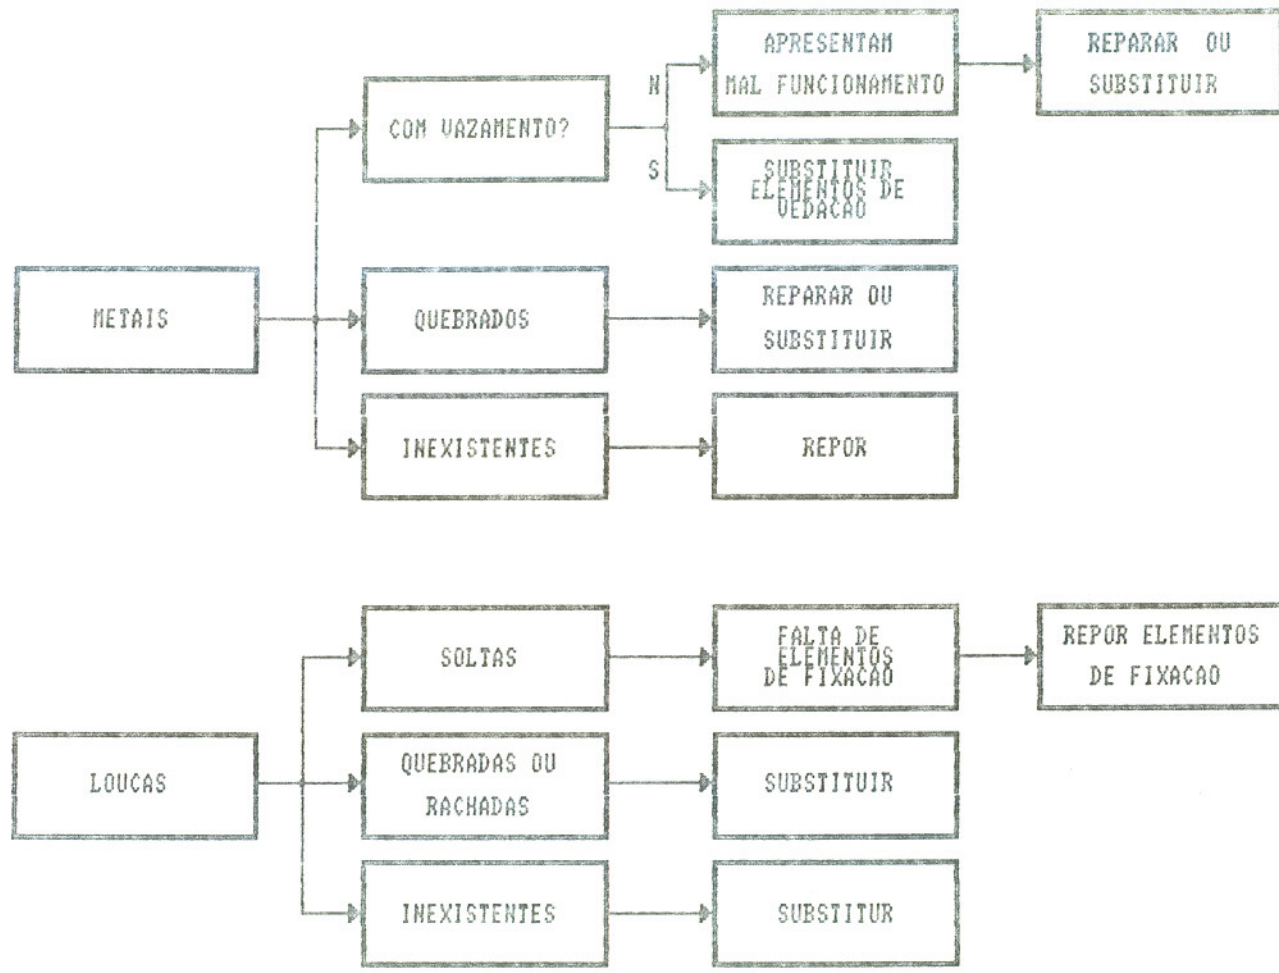 APRESENTAM
MAL FUNCIONAMENTO
REPARAR OU
SUBSTITUIR
N
COM VAZAMENTO?
S
SUBSTITUIR
ELEMENTOS DE
VEDACAO
METAIS
QUEBRADOS
REPARAR OU
SUBSTITUIR
INEXISTENTES
REPOR
SOLTAS
FALTA DE
ELEMENTOS
DE FIXACAO
REPOR ELEMENTOS
DE FIXACAO
LOUCAS
QUEBRADAS OU
RACHADAS
SUBSTITUIR
INEXISTENTES
SUBSTITUR